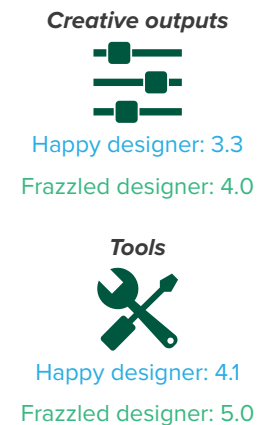 Creative outputs
Happy designer: 3.3
Frazzled designer: 4.0
Tools
Happy designer: 4.1
Frazzled designer: 5.0